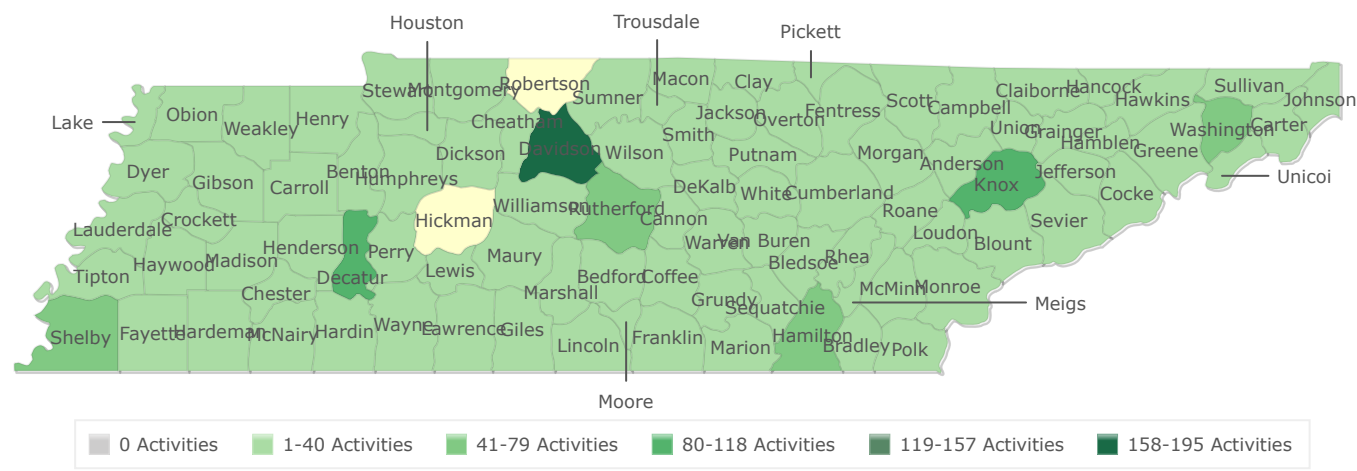 Houston
Trousdale
Pickett
Robertson
Macon
Clay
Stewart
Montgomery
Sumner
Scott
Claiborne
Hancock
Sullivan
Johnson
Lake
Obion
Weakley
Henry
Cheatham
Jackson
Overton
Fentress
Campbell
Union
Grainger
Hawkins
Washington
Carter
Dickson
Davidson
Wilson
Smith
Putnam
Morgan
Anderson
Hamblen
Greene
Unicoi
Dyer
Gibson
Carroll
Benton
Humphreys
DeKalb
White
Cumberland
Knox
Jefferson
Cocke
Lauderdale
Crockett
Hickman
Williamson
Rutherford
Cannon
Roane
Loudon
Sevier
Blount
Tipton
Haywood
Madison
Henderson
Decatur
Perry
Lewis
Maury
Warren
Van Buren
Bledsoe
Rhea
Chester
Marshall
Bedford
Coffee
Grundy
Sequatchie
McMinn
Monroe
Meigs
Shelby
Fayette
Hardeman
McNairy
Hardin
Wayne
Lawrence
Giles
Lincoln
Franklin
Marion
Hamilton
Bradley
Polk
Moore
0 Activities
1-40 Activities
41-79 Activities
80-118 Activities
119-157 Activities
158-195 Activities